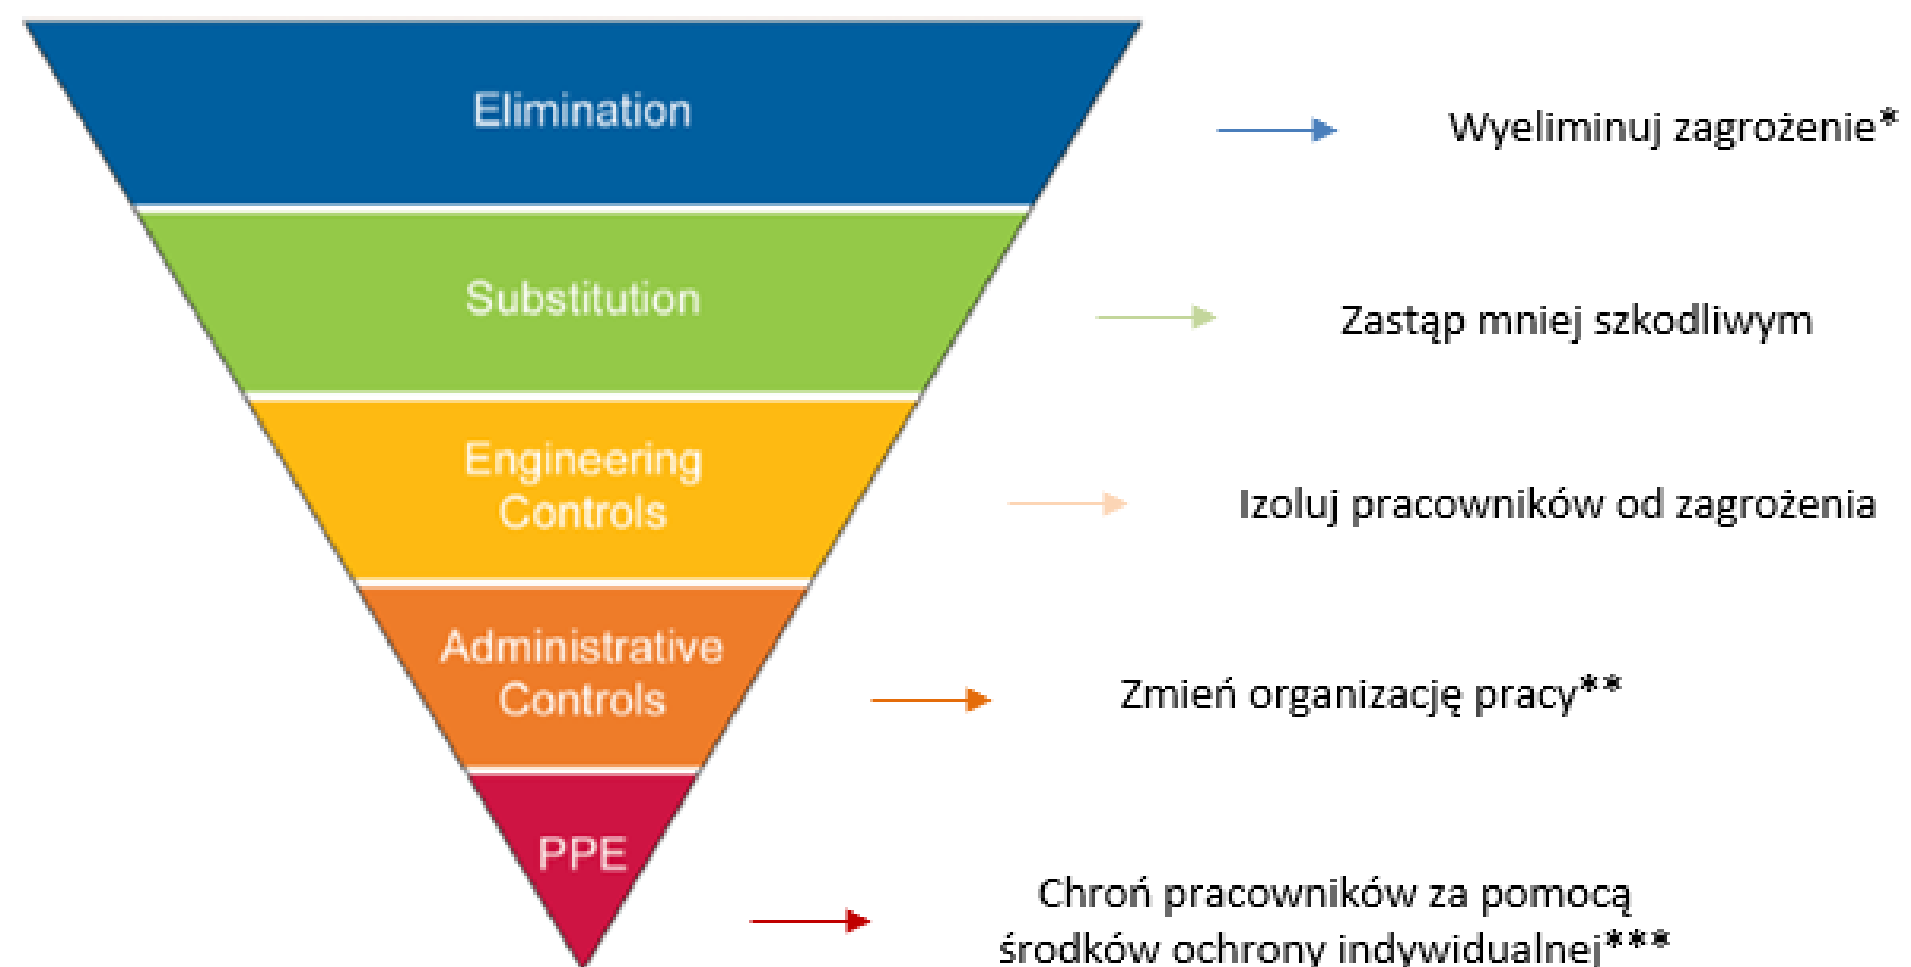 Elimination
Wyeliminuj zagrożenie*
Substitution
Zastąp mniej szkodliwym
Engineering
Controls
Izoluj pracowników od zagrożenia
Administrative
Controls
Zmień organizację pracy**
PPE
Chroń pracowników za pomocą
środków ochrony indywidualnej***